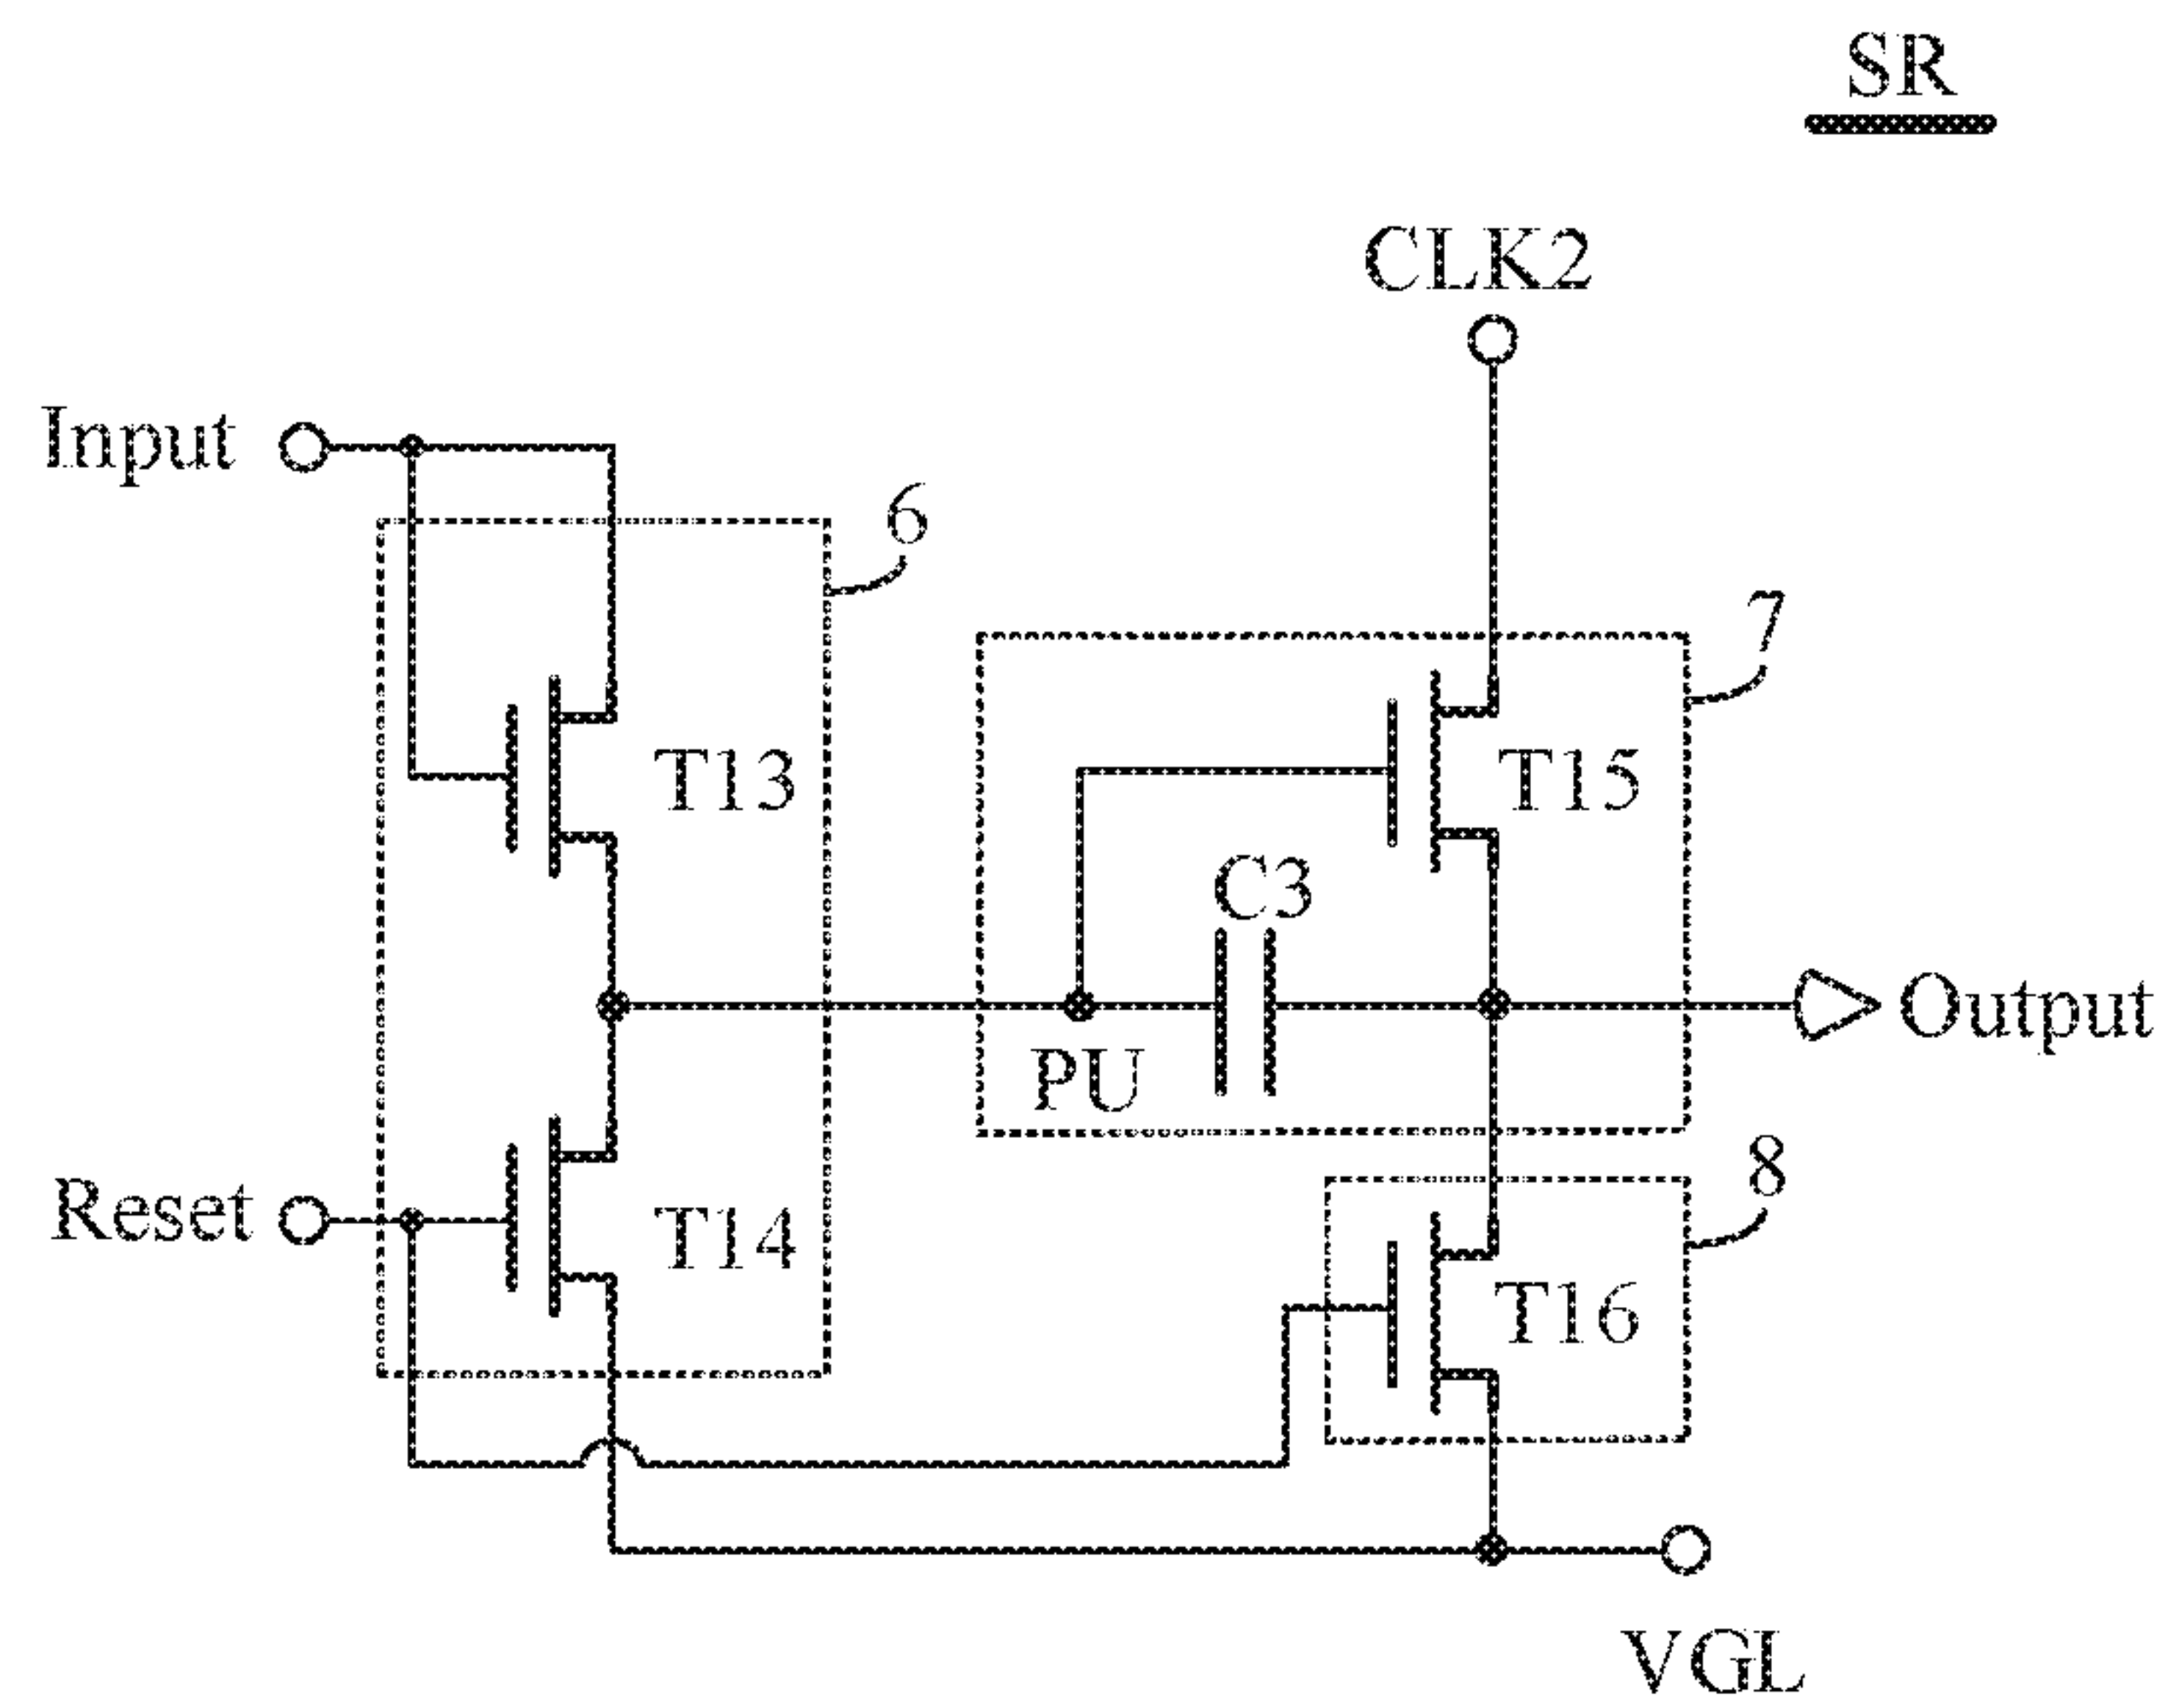 SR
CLK2
Input
6
7
T13
T15
C3
Output
PU
8
Reset
T14
T16
VGL